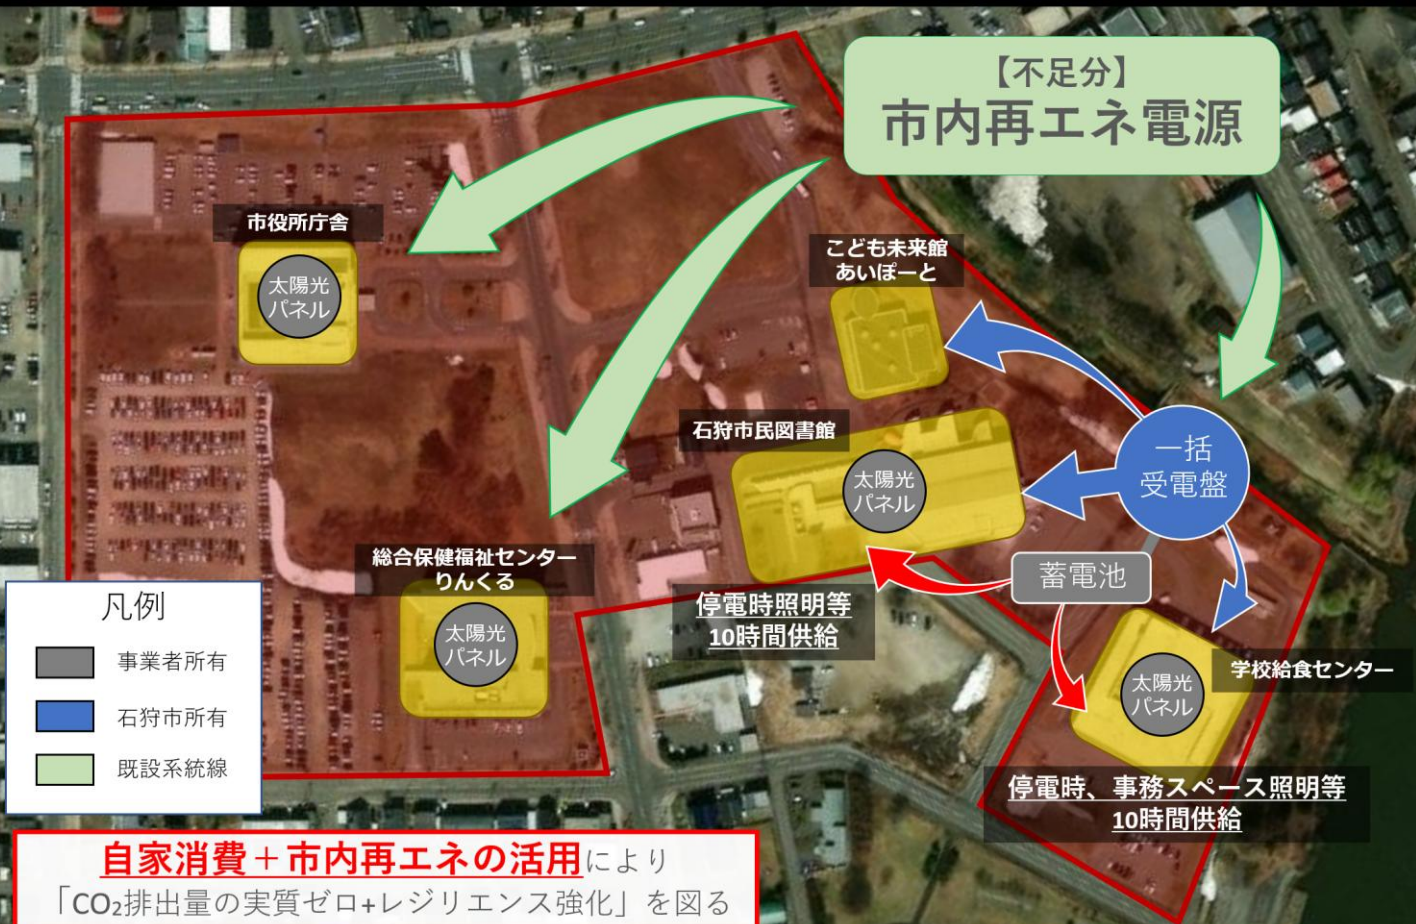 【不足分】
市内再エネ電源
市役所庁舎
太陽光
パネル
こども未来館
あいぽーと
石狩市民図書館
太陽光
パネル
一括
受電盤
総合保健福祉センター
りんくる
太陽光
パネル
蓄電池
停電時照明等
10時間供給
学校給食センター
太陽光
パネル
停電時、事務スペース照明等
10時間供給
凡例
事業者所有
石狩市所有
既設系統線
自家消費＋市内再エネの活用により
「CO₂排出量の実質ゼロ+レジリエンス強化」を図る